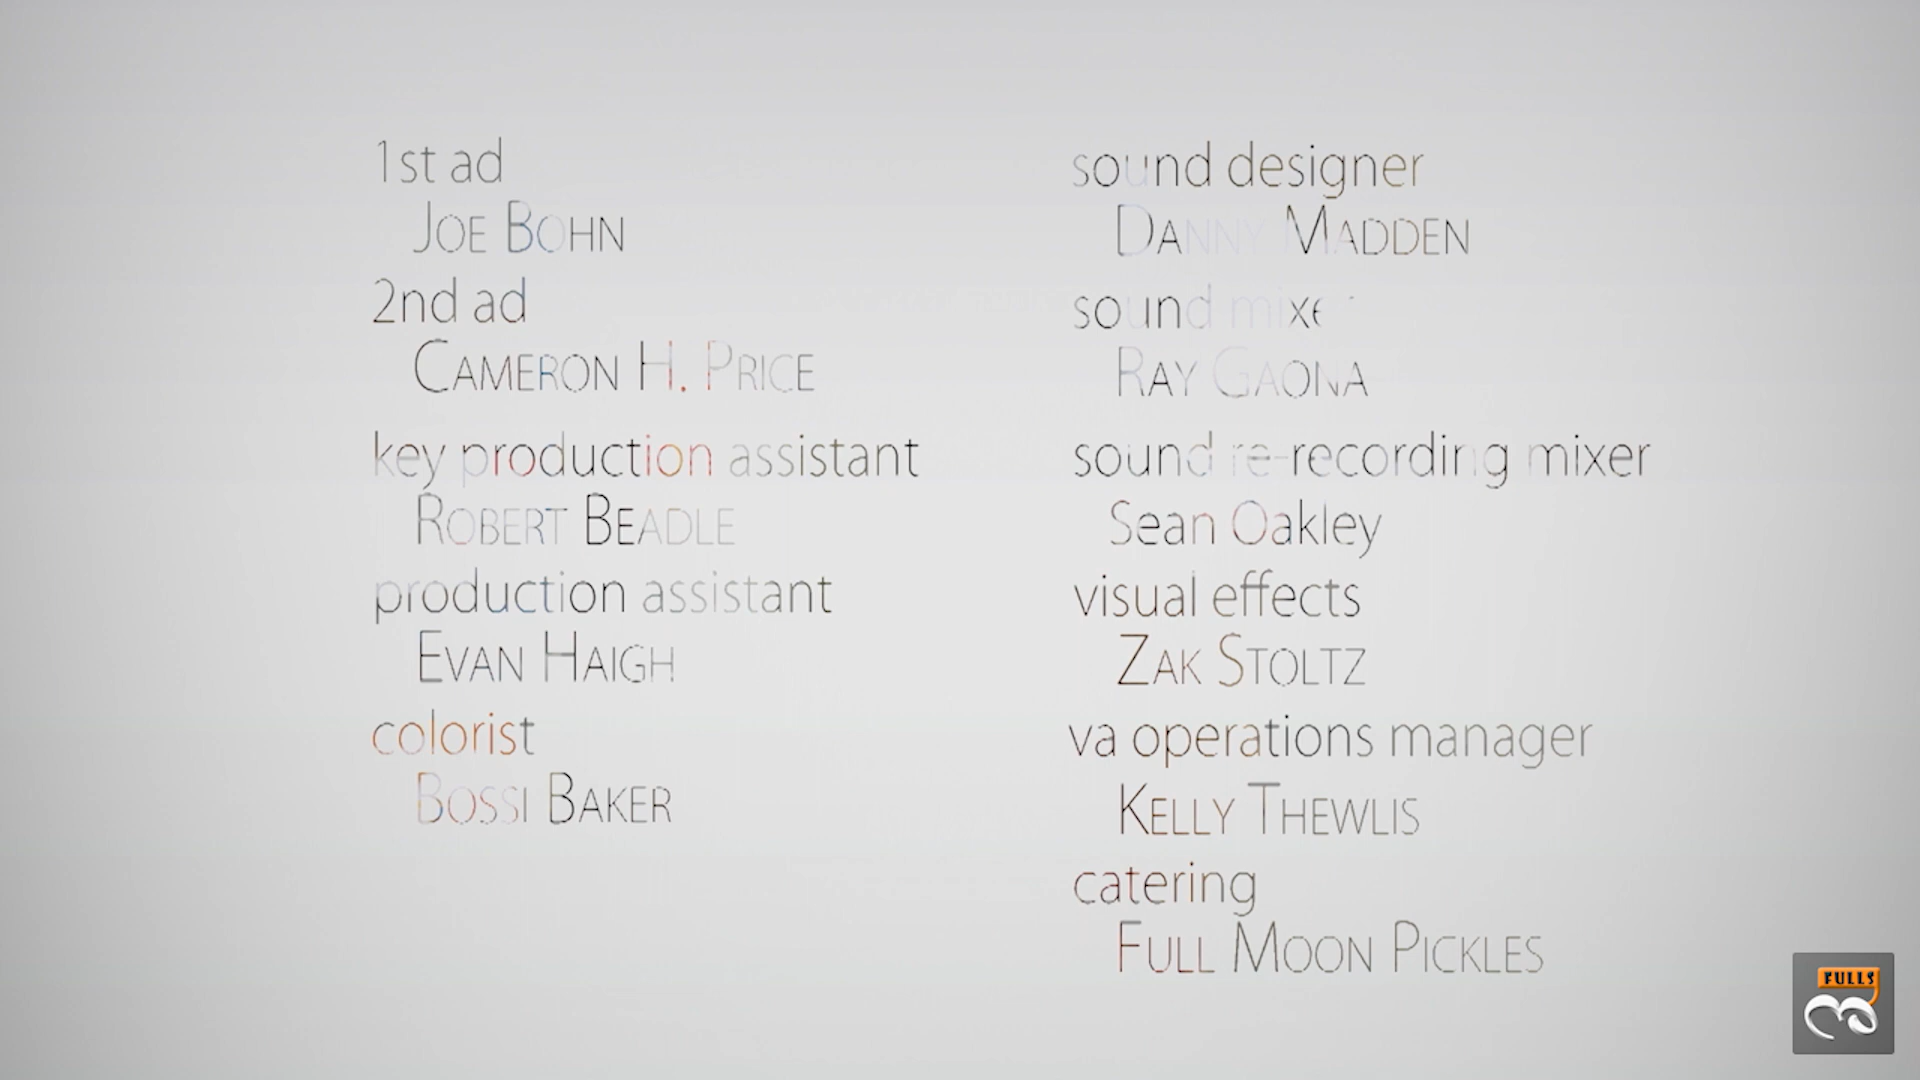 1st ad
JOE BOHN
2nd ad
CAMERON H. PRICE
key production assistant
ROBERT BEADLE
production assistant
EVAN HAIGH
colorist
BOSSI BAKER
sound designer
DANNY MADDEN
sound mixer
RAY GAONA
sound re-recording mixer
Sean Oakley
visual effects
ZAK STOLTZ
va operations manager
KELLY THEWLIS
catering
FULL MOON PICKLES
FULLS